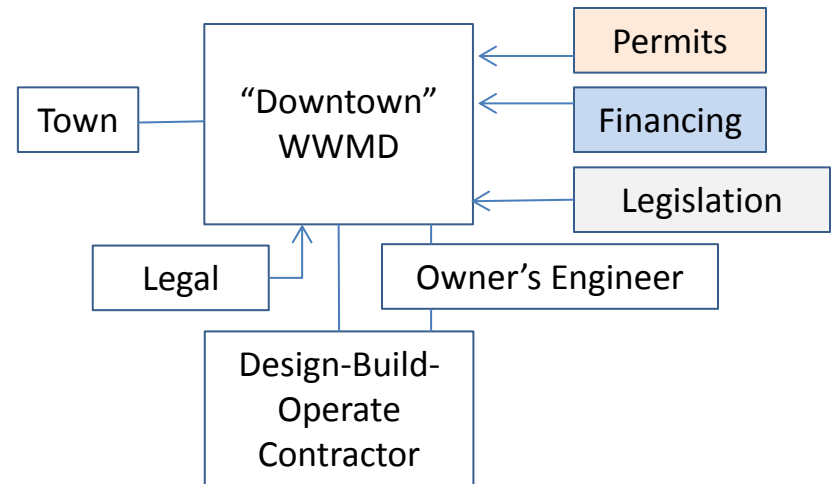 Permits
“Downtown”
WWMD
Town
Financing
Legislation
Legal
Owner’s Engineer
Design-Build-
Operate
Contractor